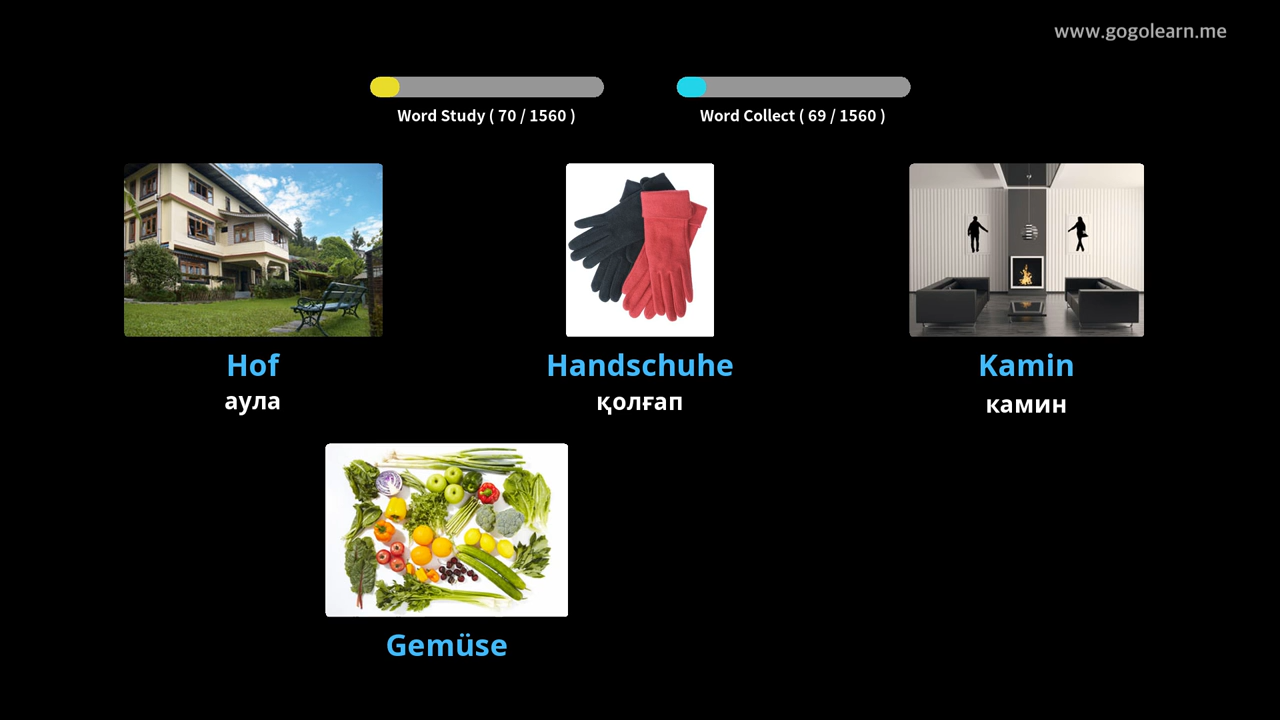 www.gogolearn.me
Word Study ( 70 / 1560 )
Word Collect ( 69 / 1560 )
Hof
аула
Handschuhe
қолғап
Kamin
камин
Gemüse